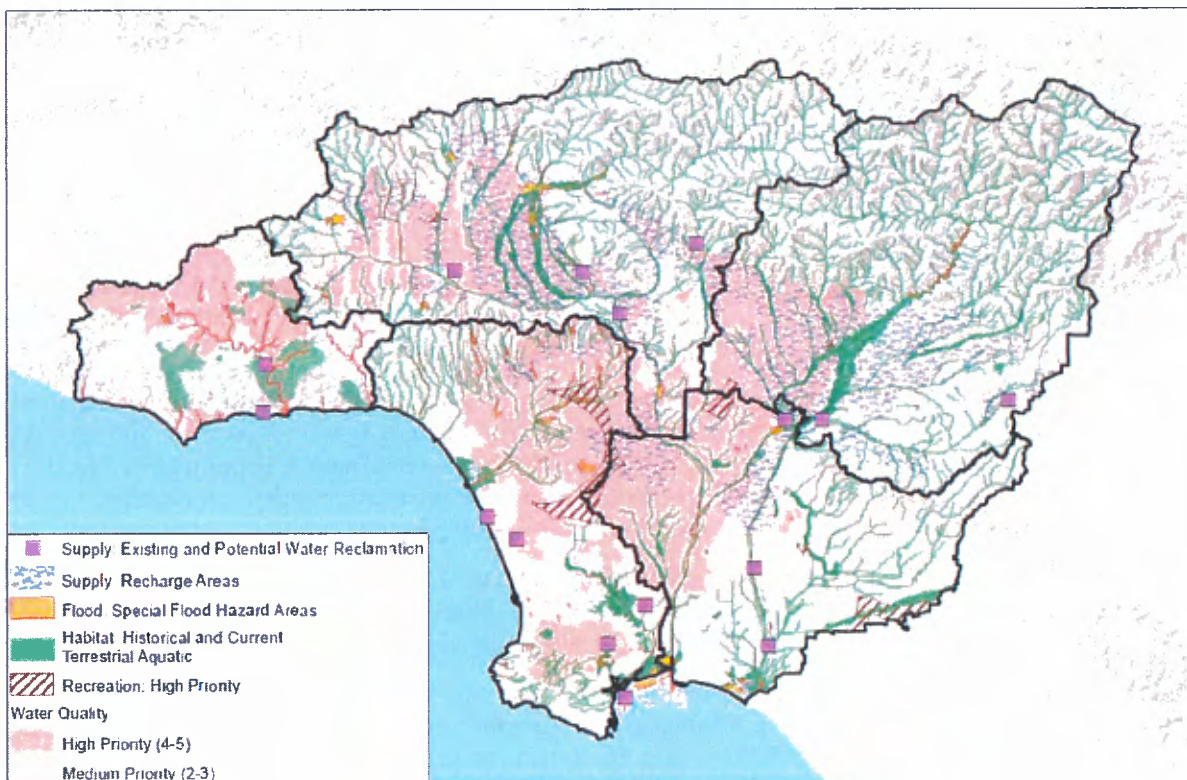 Supply: Existing and Potential Water Reclamation
Supply Recharge Areas
Flood: Special Flood Hazard Areas
Habitat Historical and Current
Terrestrial Aquatic
Recreation: High Priority
Water Quality
High Priority (4-5)
Medium Priority (2-3)